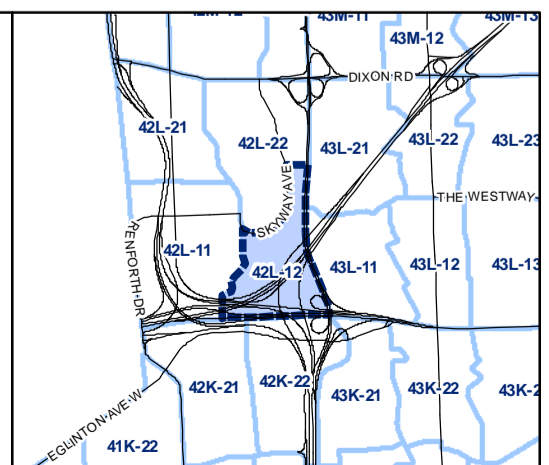 43M-11
43M-12
43M-13
DIXON RD
42L-21
42L-22
43L-21
43L-22
43L-23
SKYWAY AVE
THE WESTWAY
RENFORTH DR
42L-11
42L-12
43L-11
43L-12
43L-13
42K-21
42K-22
43K-21
43K-22
43K-2
EGLINTON AVE W
41K-22